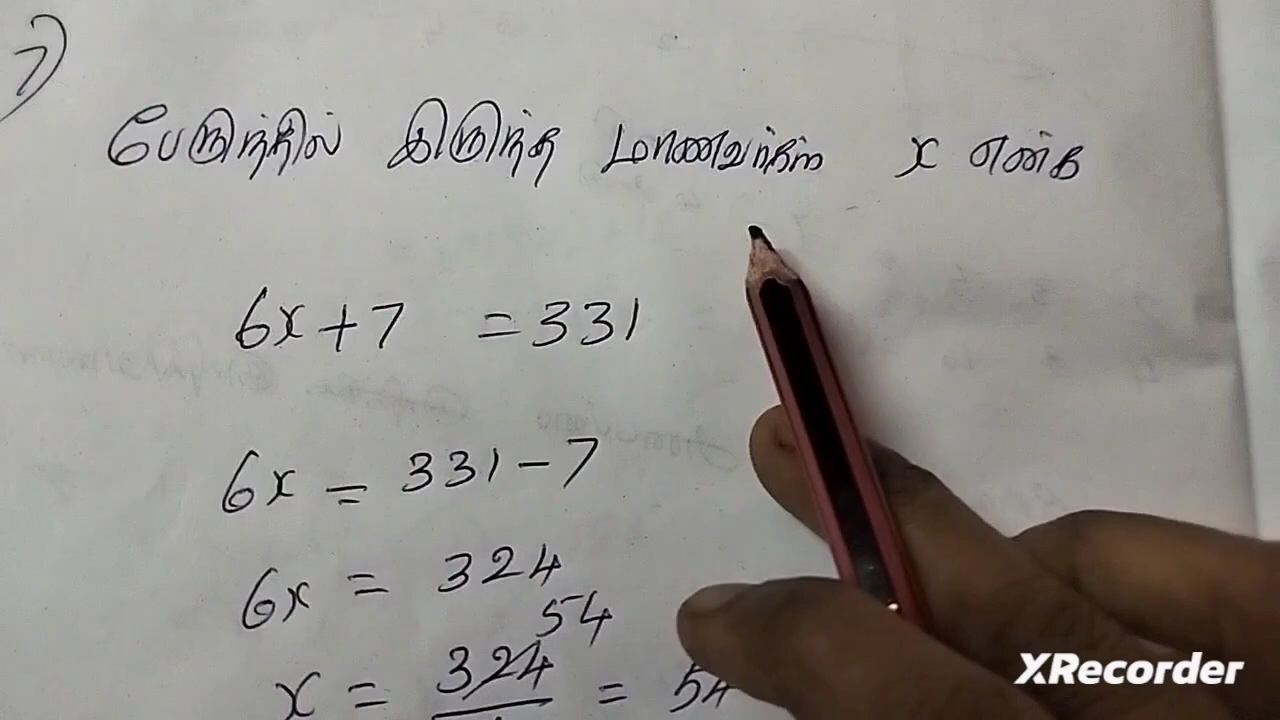 7)
பேருந்தில் இருந்த மாணவர்கள் x என்க
6x + 7 = 331
6x = 331 - 7
6x = 324
54
x = 324 = 54
XRecorder